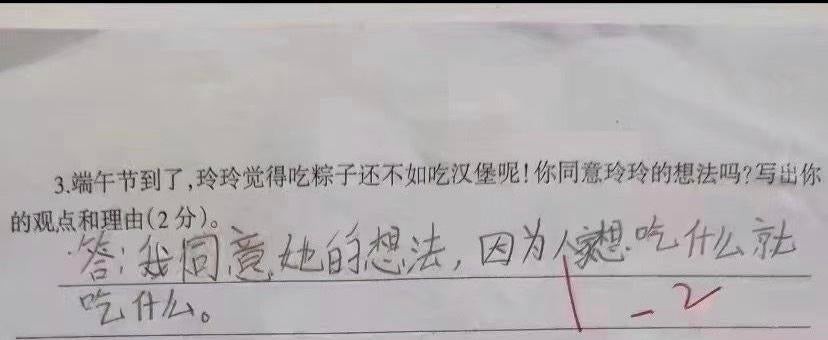 3.端午节到了,玲玲觉得吃粽子还不如吃汉堡呢!你同意玲玲的想法吗?写出你
的观点和理由(2分)。
答:我同意她的想法,因为人家想吃什么就
吃什么。
-2